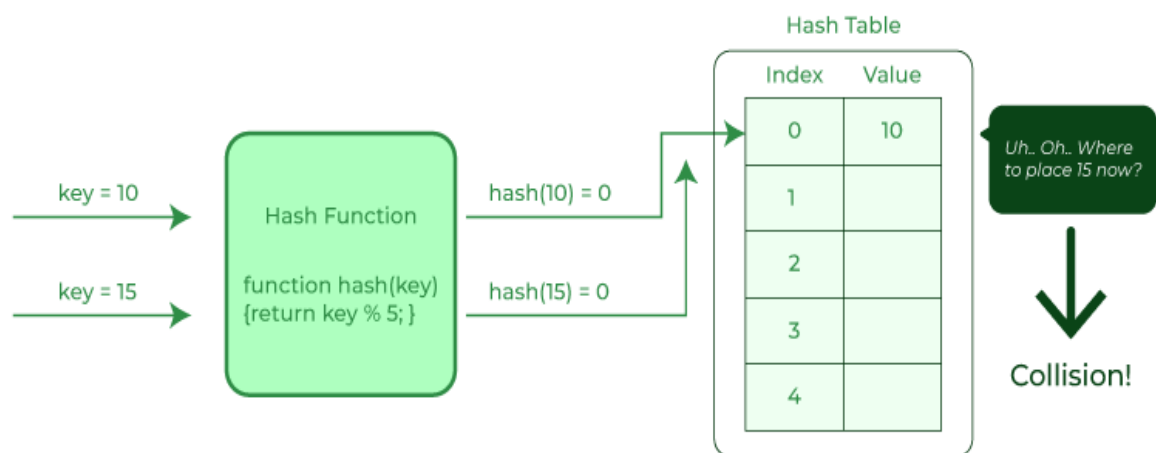 Hash Table
Index Value
0 10
1
2
3
4
key = 10
key = 15
Hash Function
function hash(key)
{return key % 5; }
hash(10) = 0
hash(15) = 0
Uh.. Oh.. Where
to place 15 now?
Collision!